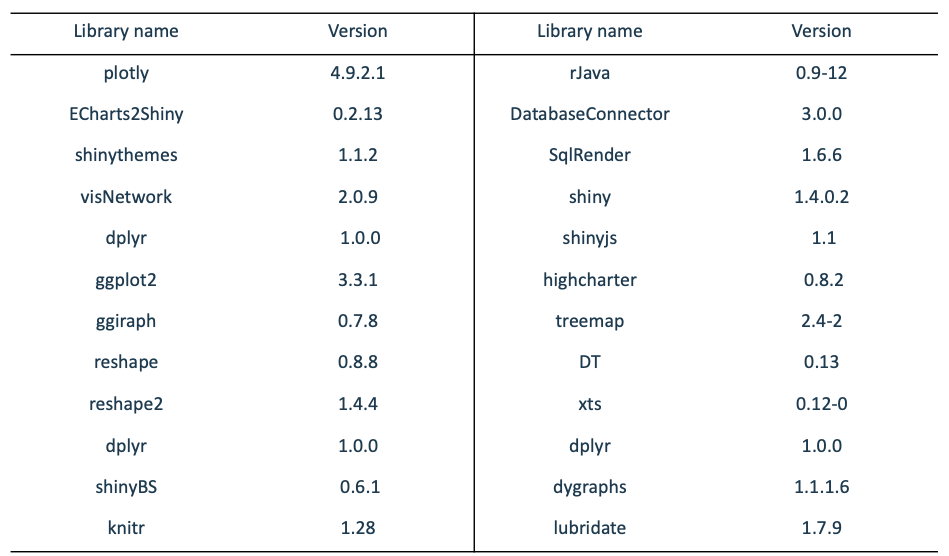 Library name Version Library name Version
plotly 4.9.2.1 rJava 0.9-12
ECharts2Shiny 0.2.13 DatabaseConnector 3.0.0
shinythemes 1.1.2 SqlRender 1.6.6
visNetwork 2.0.9 shiny 1.4.0.2
dplyr 1.0.0 shinyjs 1.1
ggplot2 3.3.1 highcharter 0.8.2
ggiraph 0.7.8 treemap 2.4-2
reshape 0.8.8 DT 0.13
reshape2 1.4.4 xts 0.12-0
dplyr 1.0.0 dplyr 1.0.0
shinyBS 0.6.1 dygraphs 1.1.1.6
knitr 1.28 lubridate 1.7.9